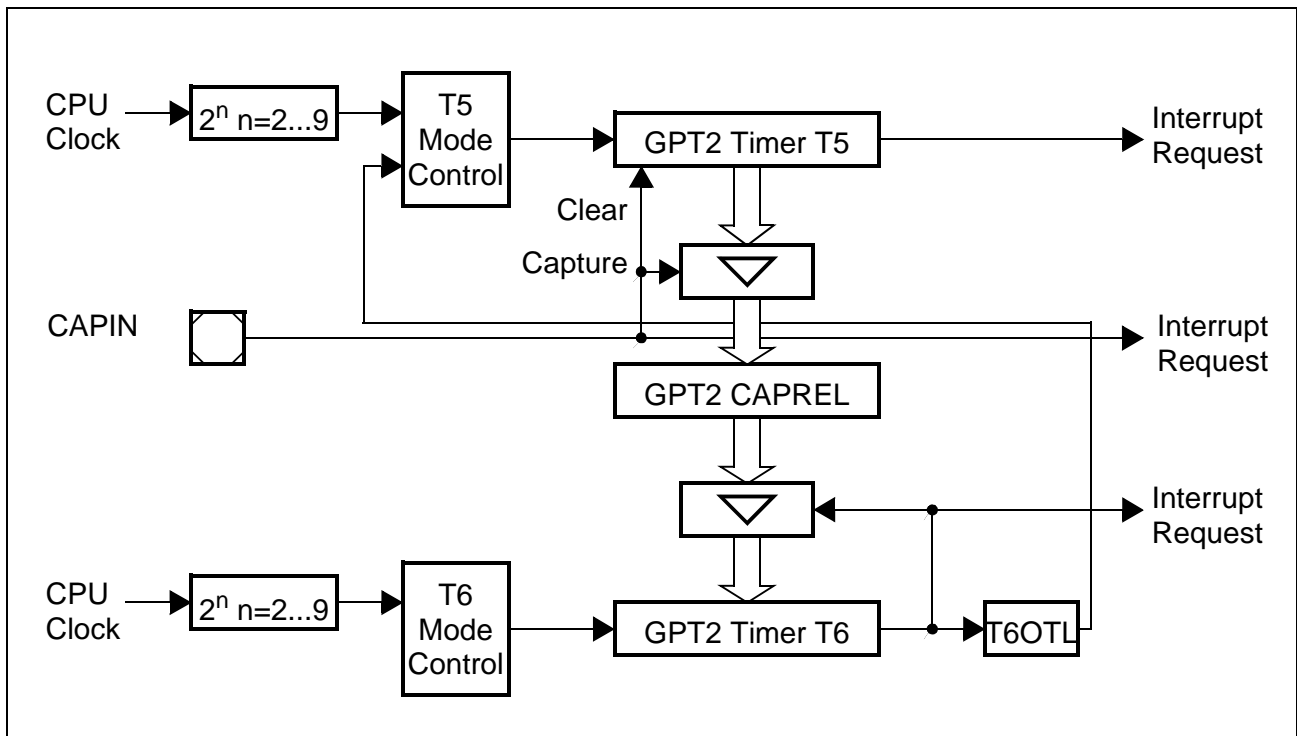 CPU
Clock
2ⁿ n=2...9
T5
Mode
Control
GPT2 Timer T5
Interrupt
Request
Clear
Capture
CAPIN
Interrupt
Request
GPT2 CAPREL
Interrupt
Request
CPU
Clock
2ⁿ n=2...9
T6
Mode
Control
GPT2 Timer T6
T6OTL